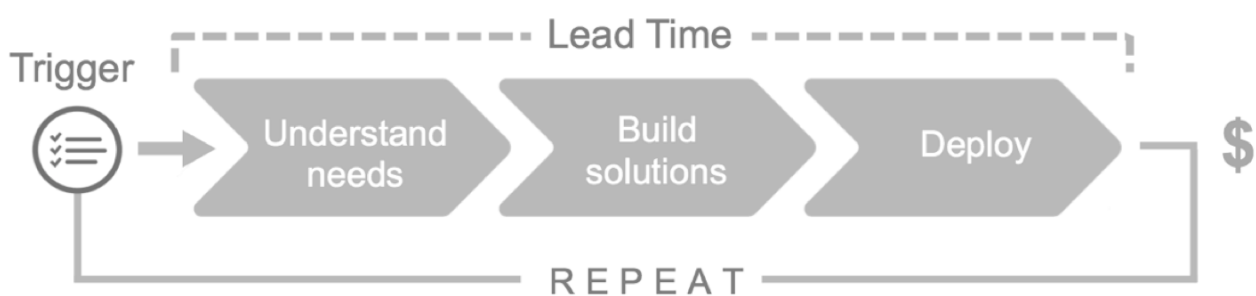 Lead Time
Trigger
Understand
needs
Build
solutions
Deploy
$
REPEAT